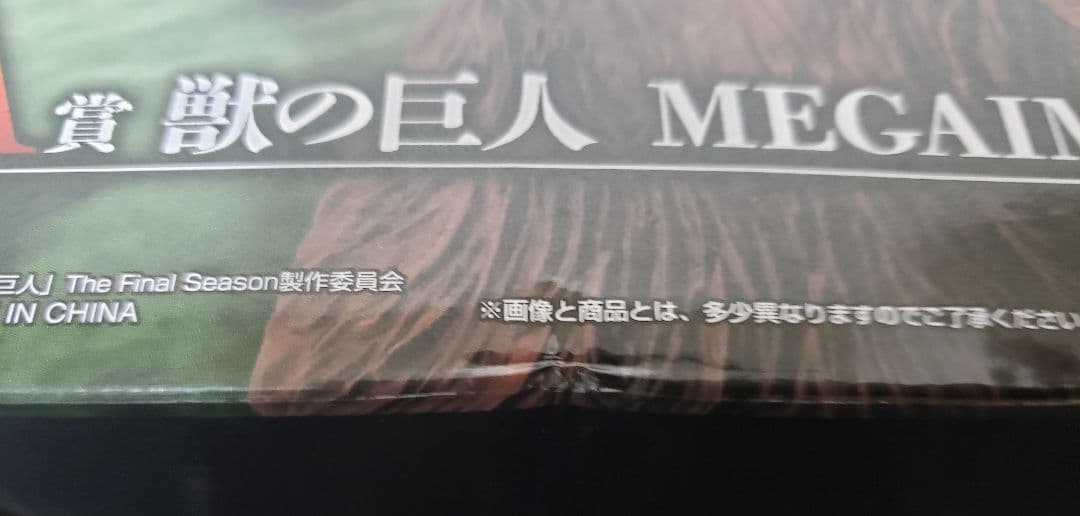 賞 獣の巨人 MEGAIM
巨人」The Final Season製作委員会
IN CHINA
※画像と商品とは、多少異なりますのでご了承ください